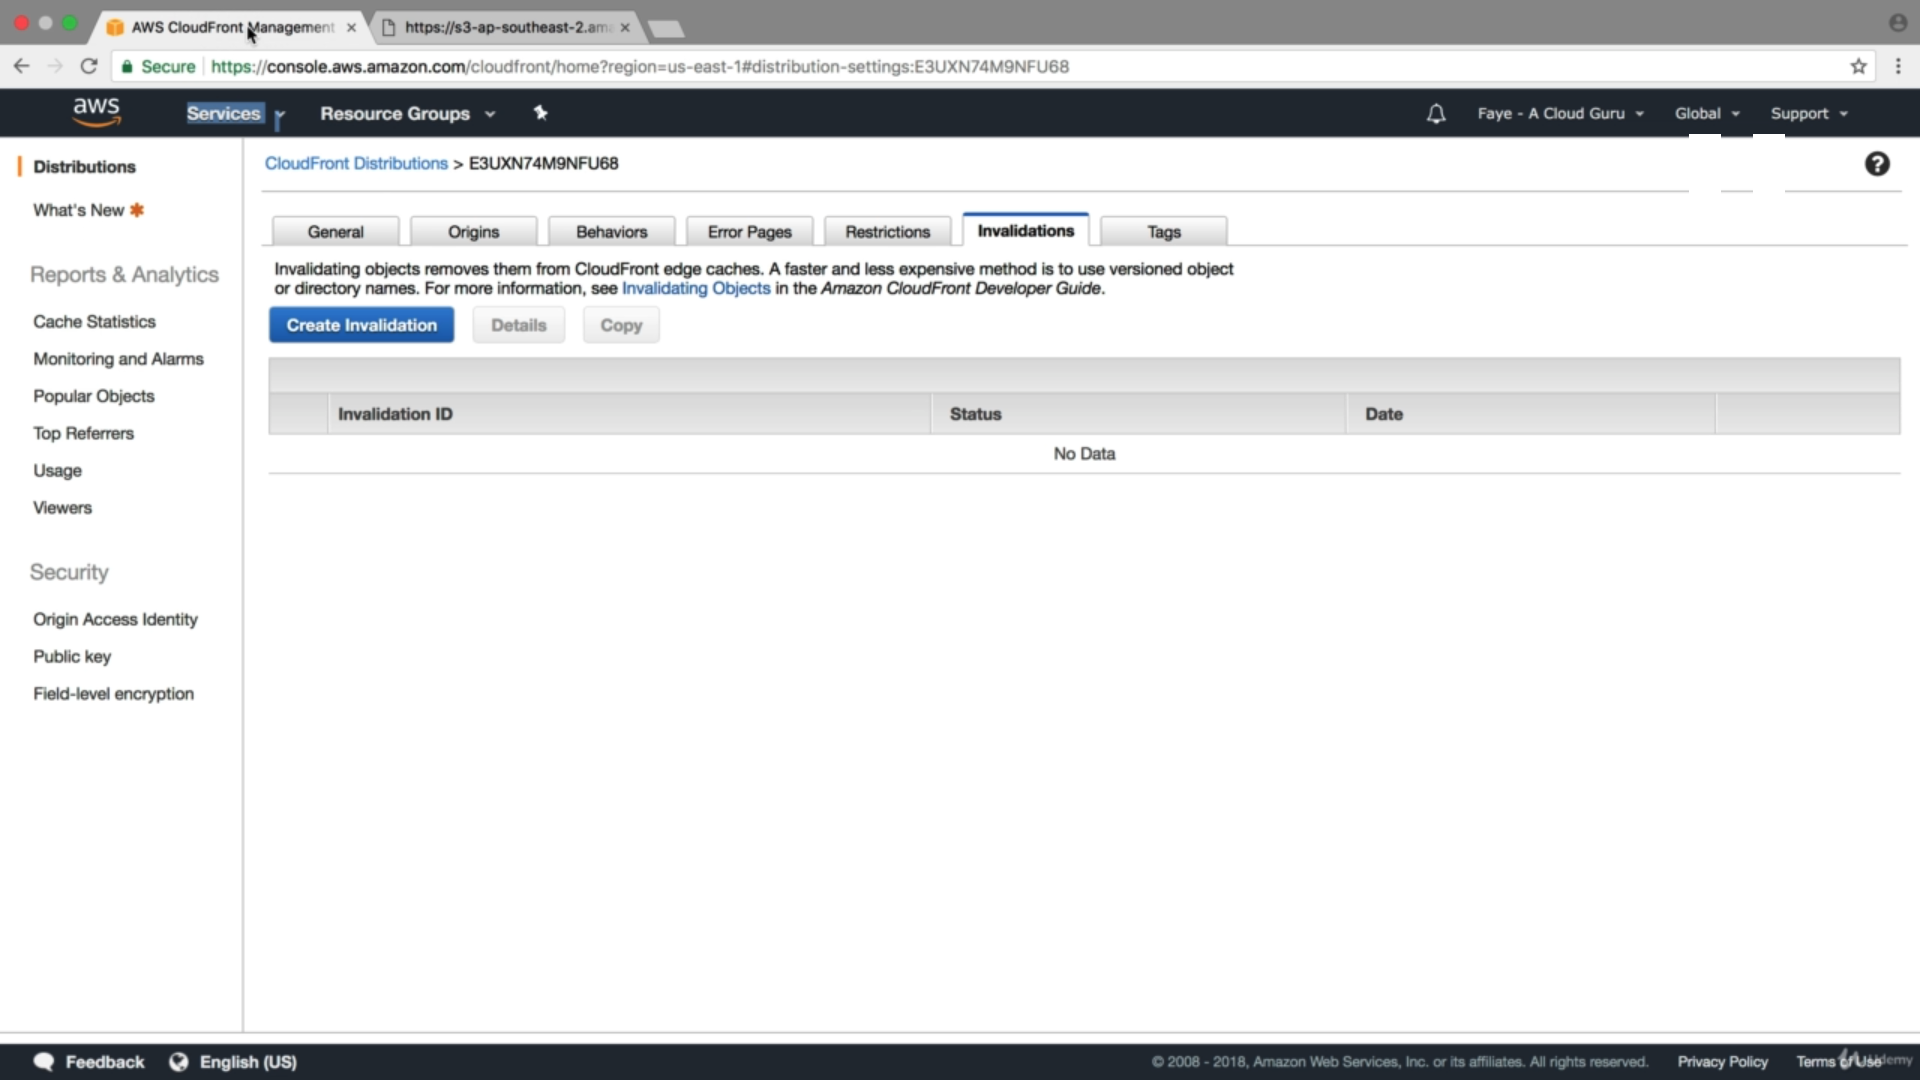 AWS CloudFront Management
https://s3-ap-southeast-2.ama
Secure https://console.aws.amazon.com/cloudfront/home?region=us-east-1#distribution-settings:E3UXN74M9NFU68
aws Services Resource Groups Faye - A Cloud Guru Global Support
Distributions
What's New
Reports & Analytics
Cache Statistics
Monitoring and Alarms
Popular Objects
Top Referrers
Usage
Viewers
Security
Origin Access Identity
Public key
Field-level encryption
CloudFront Distributions > E3UXN74M9NFU68
?
General Origins Behaviors Error Pages Restrictions Invalidations Tags
Invalidating objects removes them from CloudFront edge caches. A faster and less expensive method is to use versioned object
or directory names. For more information, see Invalidating Objects in the Amazon CloudFront Developer Guide.
Create Invalidation Details Copy
Invalidation ID Status Date
No Data
Feedback English (US) © 2008 - 2018, Amazon Web Services, Inc. or its affiliates. All rights reserved. Privacy Policy Terms of Use
Udemy